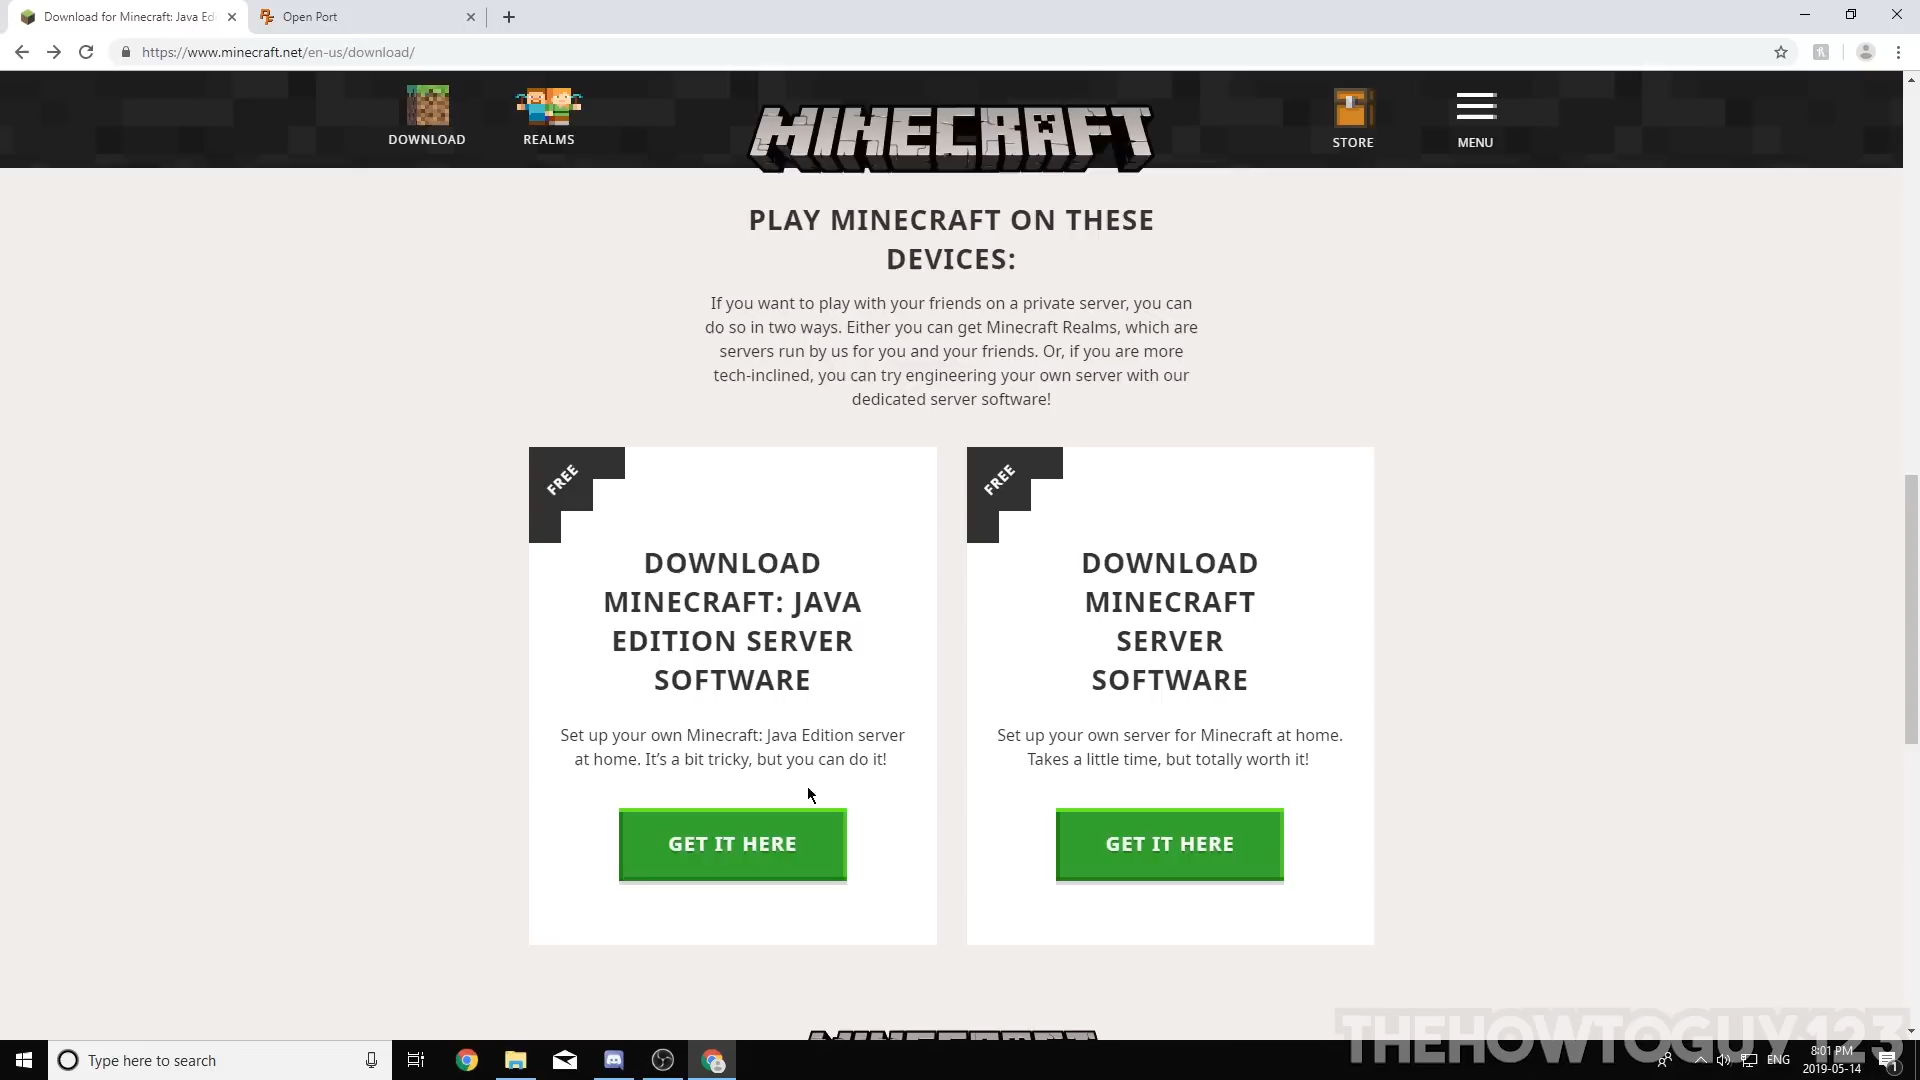 Download for Minecraft: Java Ed
Open Port
https://www.minecraft.net/en-us/download/
DOWNLOAD
REALMS
MINECRAFT
STORE
MENU
PLAY MINECRAFT ON THESE
DEVICES:
If you want to play with your friends on a private server, you can
do so in two ways. Either you can get Minecraft Realms, which are
servers run by us for you and your friends. Or, if you are more
tech-inclined, you can try engineering your own server with our
dedicated server software!
FREE
DOWNLOAD
MINECRAFT: JAVA
EDITION SERVER
SOFTWARE
Set up your own Minecraft: Java Edition server
at home. It’s a bit tricky, but you can do it!
GET IT HERE
FREE
DOWNLOAD
MINECRAFT
SERVER
SOFTWARE
Set up your own server for Minecraft at home.
Takes a little time, but totally worth it!
GET IT HERE
MINECRAFT
THEHOWTOGUY123
Type here to search
ENG
8:01 PM
2019-05-14
1